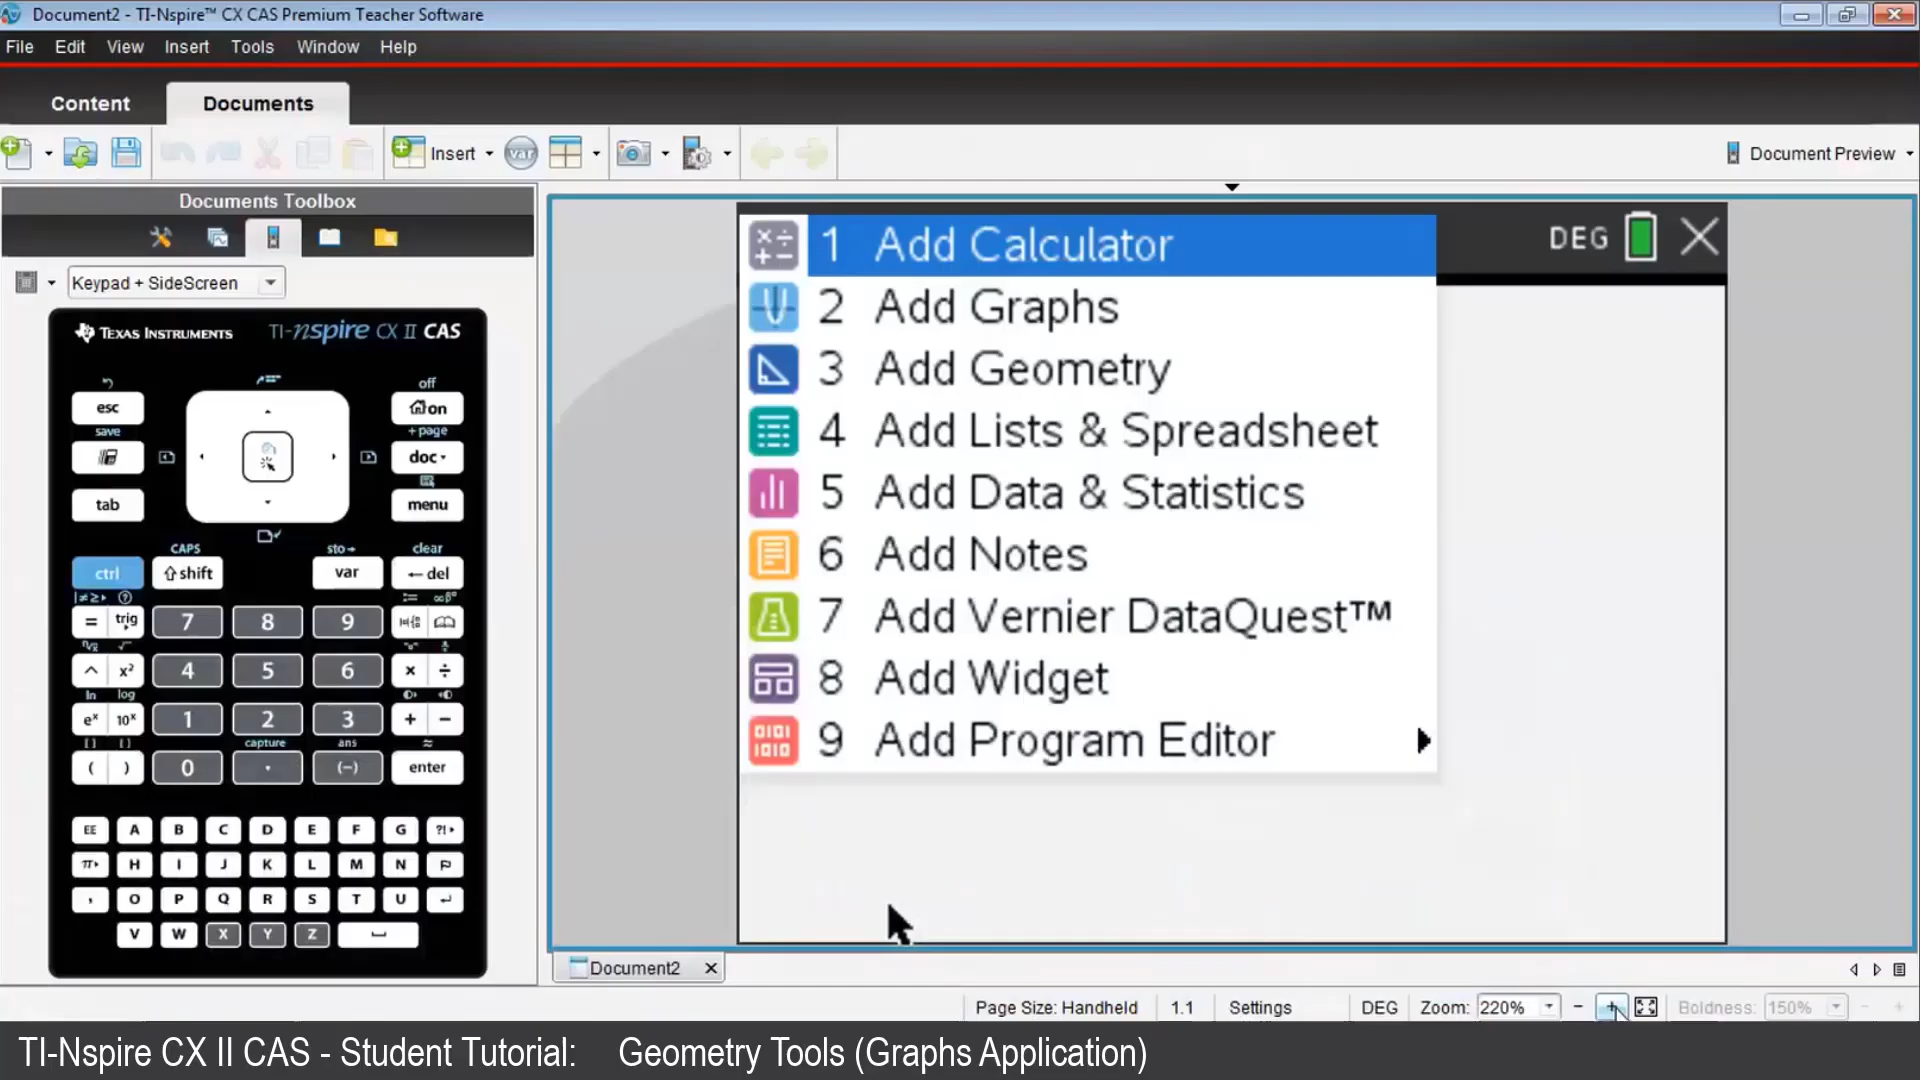 Document2 - TI-Nspire™ CX CAS Premium Teacher Software
File Edit View Insert Tools Window Help
Content Documents
Insert var Document Preview
Documents Toolbox
Keypad + SideScreen
TEXAS INSTRUMENTS TI-nspire CX II CAS
off
esc on
save + page
doc
tab menu
CAPS sto→ clear
ctrl ⇧shift var ←del
= trig 7 8 9
^ x² 4 5 6 × ÷
ln log
eˣ 10ˣ 1 2 3 + −
[ ] { } capture ans ≈
( ) 0 . (−) enter
EE A B C D E F G ?!▸
π▸ H I J K L M N
, O P Q R S T U ↵
V W X Y Z
DEG
1 Add Calculator
2 Add Graphs
3 Add Geometry
4 Add Lists & Spreadsheet
5 Add Data & Statistics
6 Add Notes
7 Add Vernier DataQuest™
8 Add Widget
9 Add Program Editor
Document2
Page Size: Handheld 1.1 Settings DEG Zoom: 220% − + Boldness: 150% − +
TI-Nspire CX II CAS - Student Tutorial: Geometry Tools (Graphs Application)